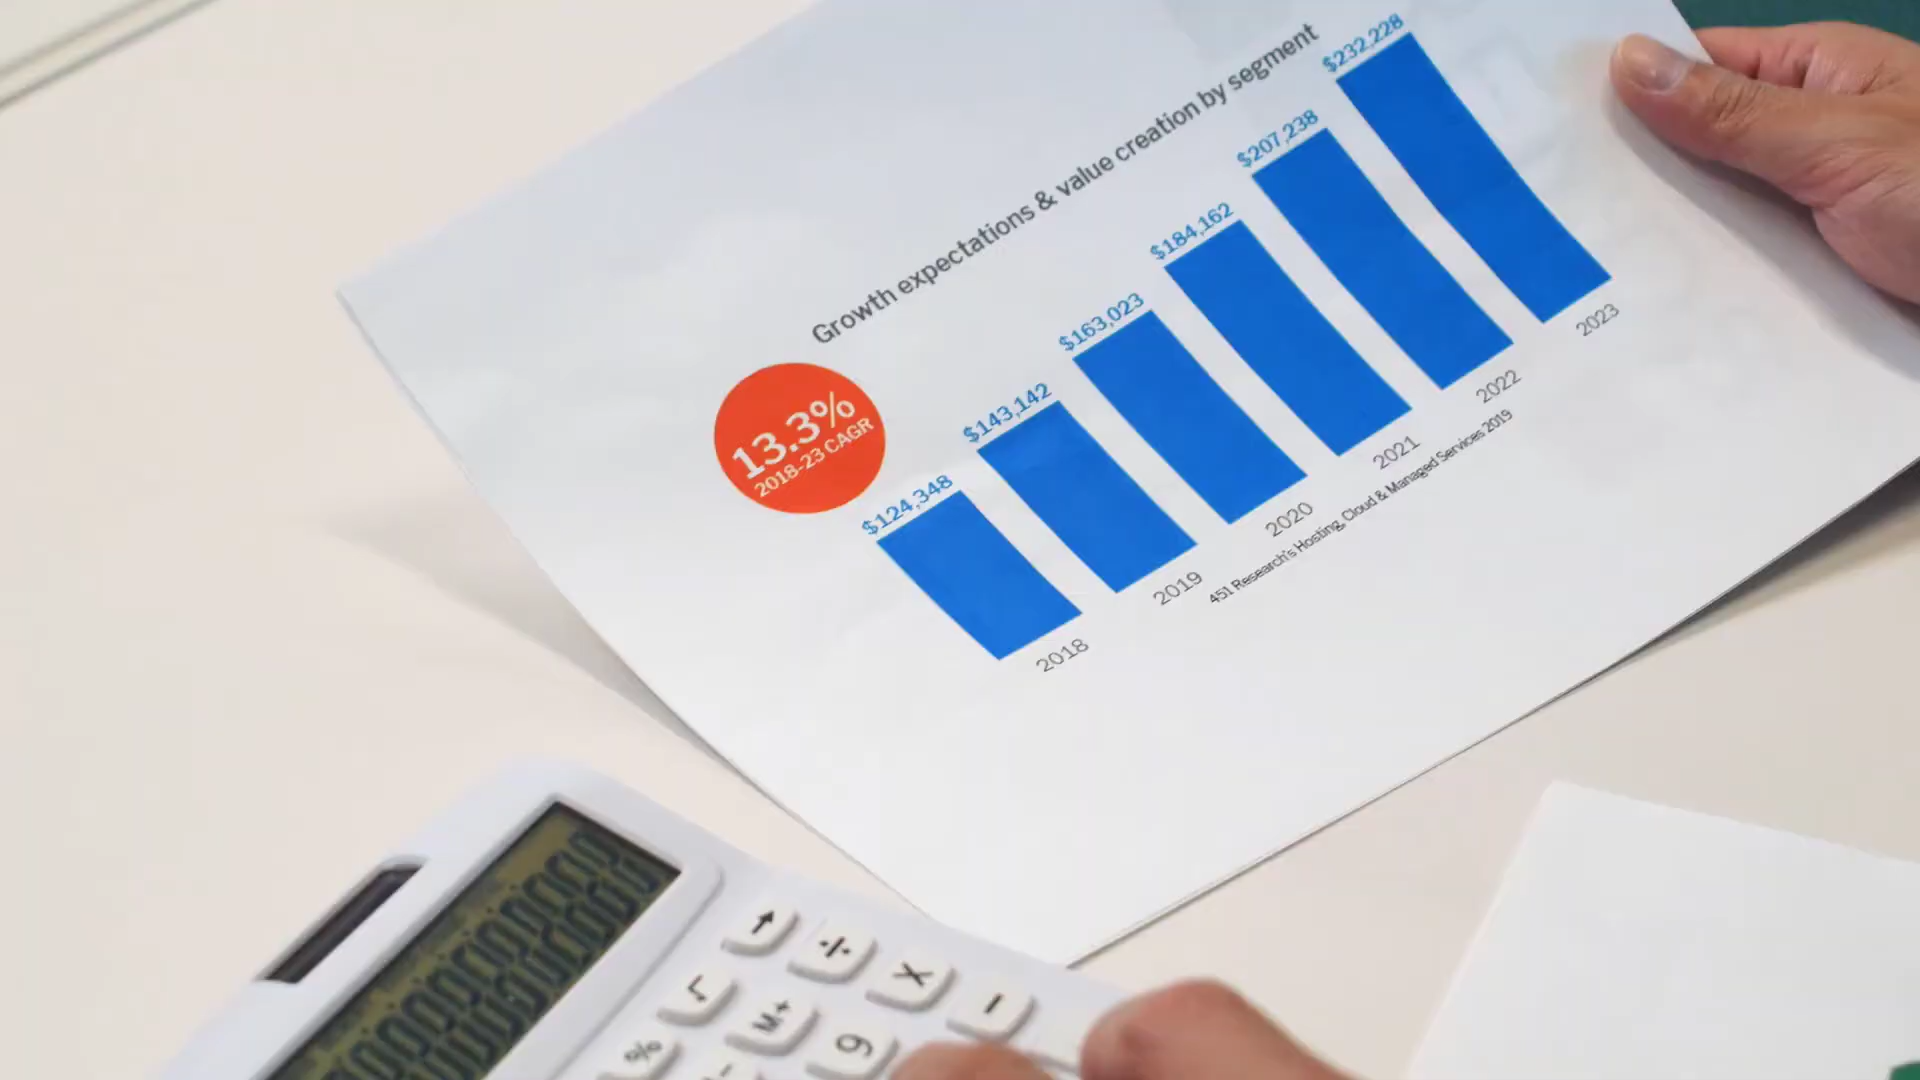 Growth expectations & value creation by segment
13.3%
2018-23 CAGR
$124,348
$143,142
$163,023
$184,162
$207,238
$232,228
2018
2019
2020
2021
2022
2023
451 Research's Hosting, Cloud & Managed Services 2019
↑ ÷ × −
√ M+ 9
%